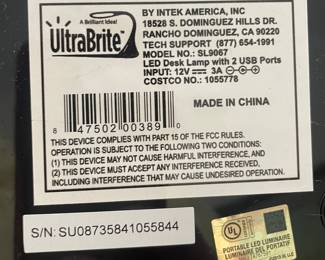 A Brilliant Idea!
UltraBrite™
BY INTEK AMERICA, INC
18528 S. DOMINGUEZ HILLS DR.
RANCHO DOMINGUEZ, CA 90220
TECH SUPPORT (877) 654-1991
MODEL NO.: SL9067
LED Desk Lamp with 2 USB Ports
INPUT: 12V⎓ 3A
COSTCO NO.: 1055778
MADE IN CHINA
8 47502 00389 0
THIS DEVICE COMPLIES WITH PART 15 OF THE FCC RULES.
OPERATION IS SUBJECT TO THE FOLLOWING TWO CONDITIONS:
(1) THIS DEVICE MAY NOT CAUSE HARMFUL INTERFERENCE, AND
(2) THIS DEVICE MUST ACCEPT ANY INTERFERENCE RECEIVED,
INCLUDING INTERFERENCE THAT MAY CAUSE UNDESIRED OPERATION.
S/N: SU08735841055844
UL
PORTABLE LED LUMINAIRE
LUMINAIRE DEL PORTATIF